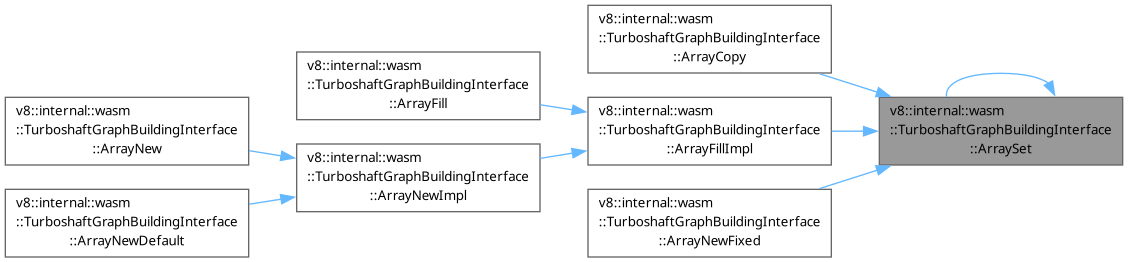 v8::internal::wasm
::TurboshaftGraphBuildingInterface
::ArrayCopy
v8::internal::wasm
::TurboshaftGraphBuildingInterface
::ArrayFill
v8::internal::wasm
::TurboshaftGraphBuildingInterface
::ArrayNew
v8::internal::wasm
::TurboshaftGraphBuildingInterface
::ArrayFillImpl
v8::internal::wasm
::TurboshaftGraphBuildingInterface
::ArraySet
v8::internal::wasm
::TurboshaftGraphBuildingInterface
::ArrayNewImpl
v8::internal::wasm
::TurboshaftGraphBuildingInterface
::ArrayNewDefault
v8::internal::wasm
::TurboshaftGraphBuildingInterface
::ArrayNewFixed